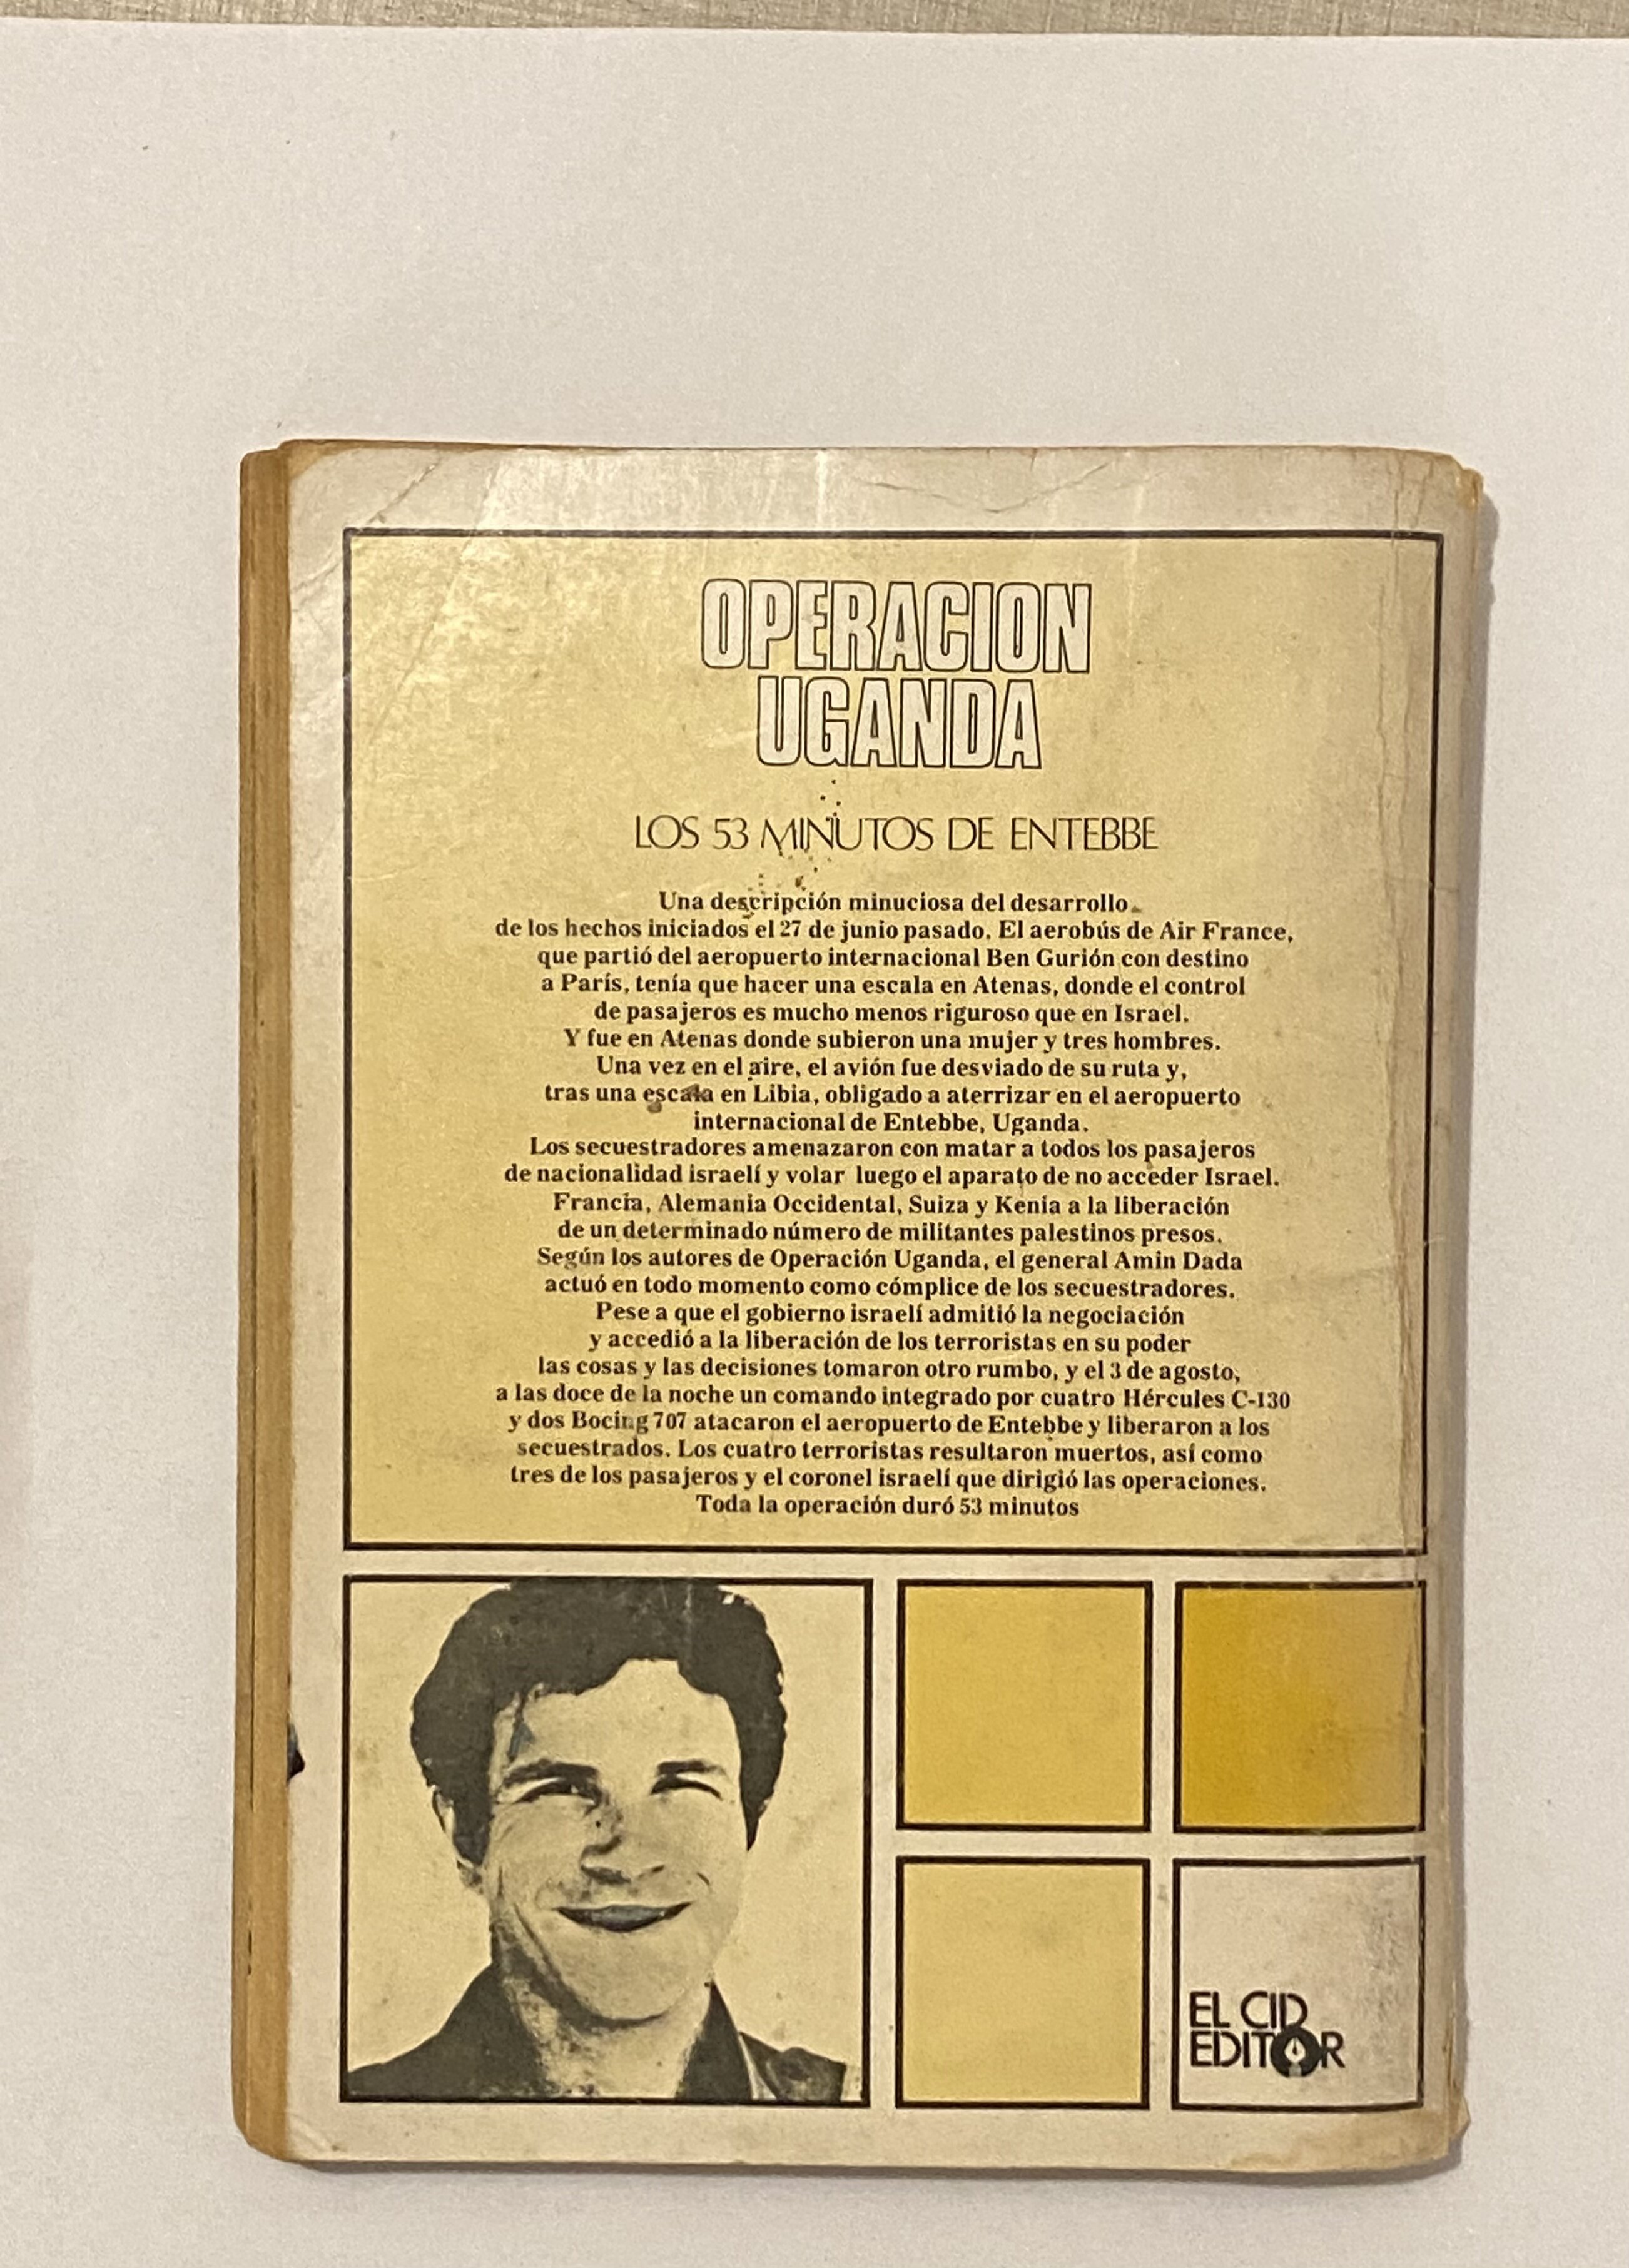 OPERACION
UGANDA
LOS 53 MINUTOS DE ENTEBBE
Una descripción minuciosa del desarrollo
de los hechos iniciados el 27 de junio pasado. El aerobús de Air France,
que partió del aeropuerto internacional Ben Gurión con destino
a París, tenía que hacer una escala en Atenas, donde el control
de pasajeros es mucho menos riguroso que en Israel.
Y fue en Atenas donde subieron una mujer y tres hombres.
Una vez en el aire, el avión fue desviado de su ruta y,
tras una escala en Libia, obligado a aterrizar en el aeropuerto
internacional de Entebbe, Uganda.
Los secuestradores amenazaron con matar a todos los pasajeros
de nacionalidad israelí y volar luego el aparato de no acceder Israel.
Francia, Alemania Occidental, Suiza y Kenia a la liberación
de un determinado número de militantes palestinos presos.
Según los autores de Operación Uganda, el general Amin Dada
actuó en todo momento como cómplice de los secuestradores.
Pese a que el gobierno israelí admitió la negociación
y accedió a la liberación de los terroristas en su poder
las cosas y las decisiones tomaron otro rumbo, y el 3 de agosto,
a las doce de la noche un comando integrado por cuatro Hércules C-130
y dos Bocing 707 atacaron el aeropuerto de Entebbe y liberaron a los
secuestrados. Los cuatro terroristas resultaron muertos, así como
tres de los pasajeros y el coronel israelí que dirigió las operaciones.
Toda la operación duró 53 minutos
EL CID
EDITOR